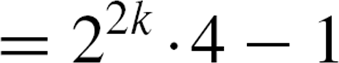 = 2^{2k} · 4 − 1